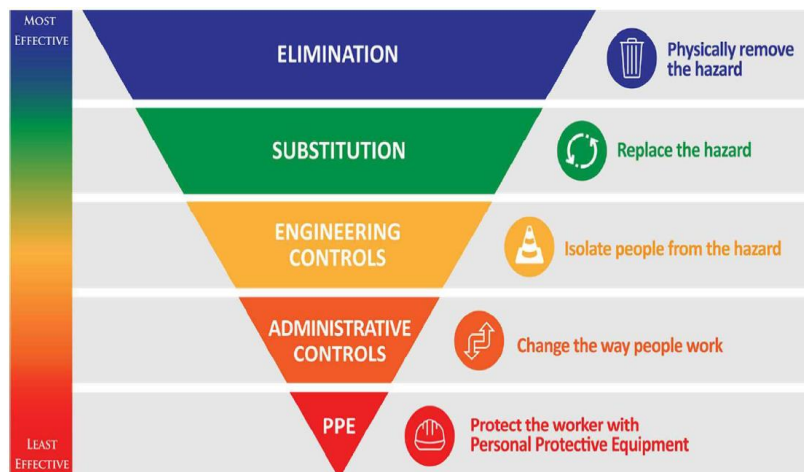 MOST
EFFECTIVE
ELIMINATION
Physically remove
the hazard
SUBSTITUTION
Replace the hazard
ENGINEERING
CONTROLS
Isolate people from the hazard
ADMINISTRATIVE
CONTROLS
Change the way people work
PPE
Protect the worker with
Personal Protective Equipment
LEAST
EFFECTIVE